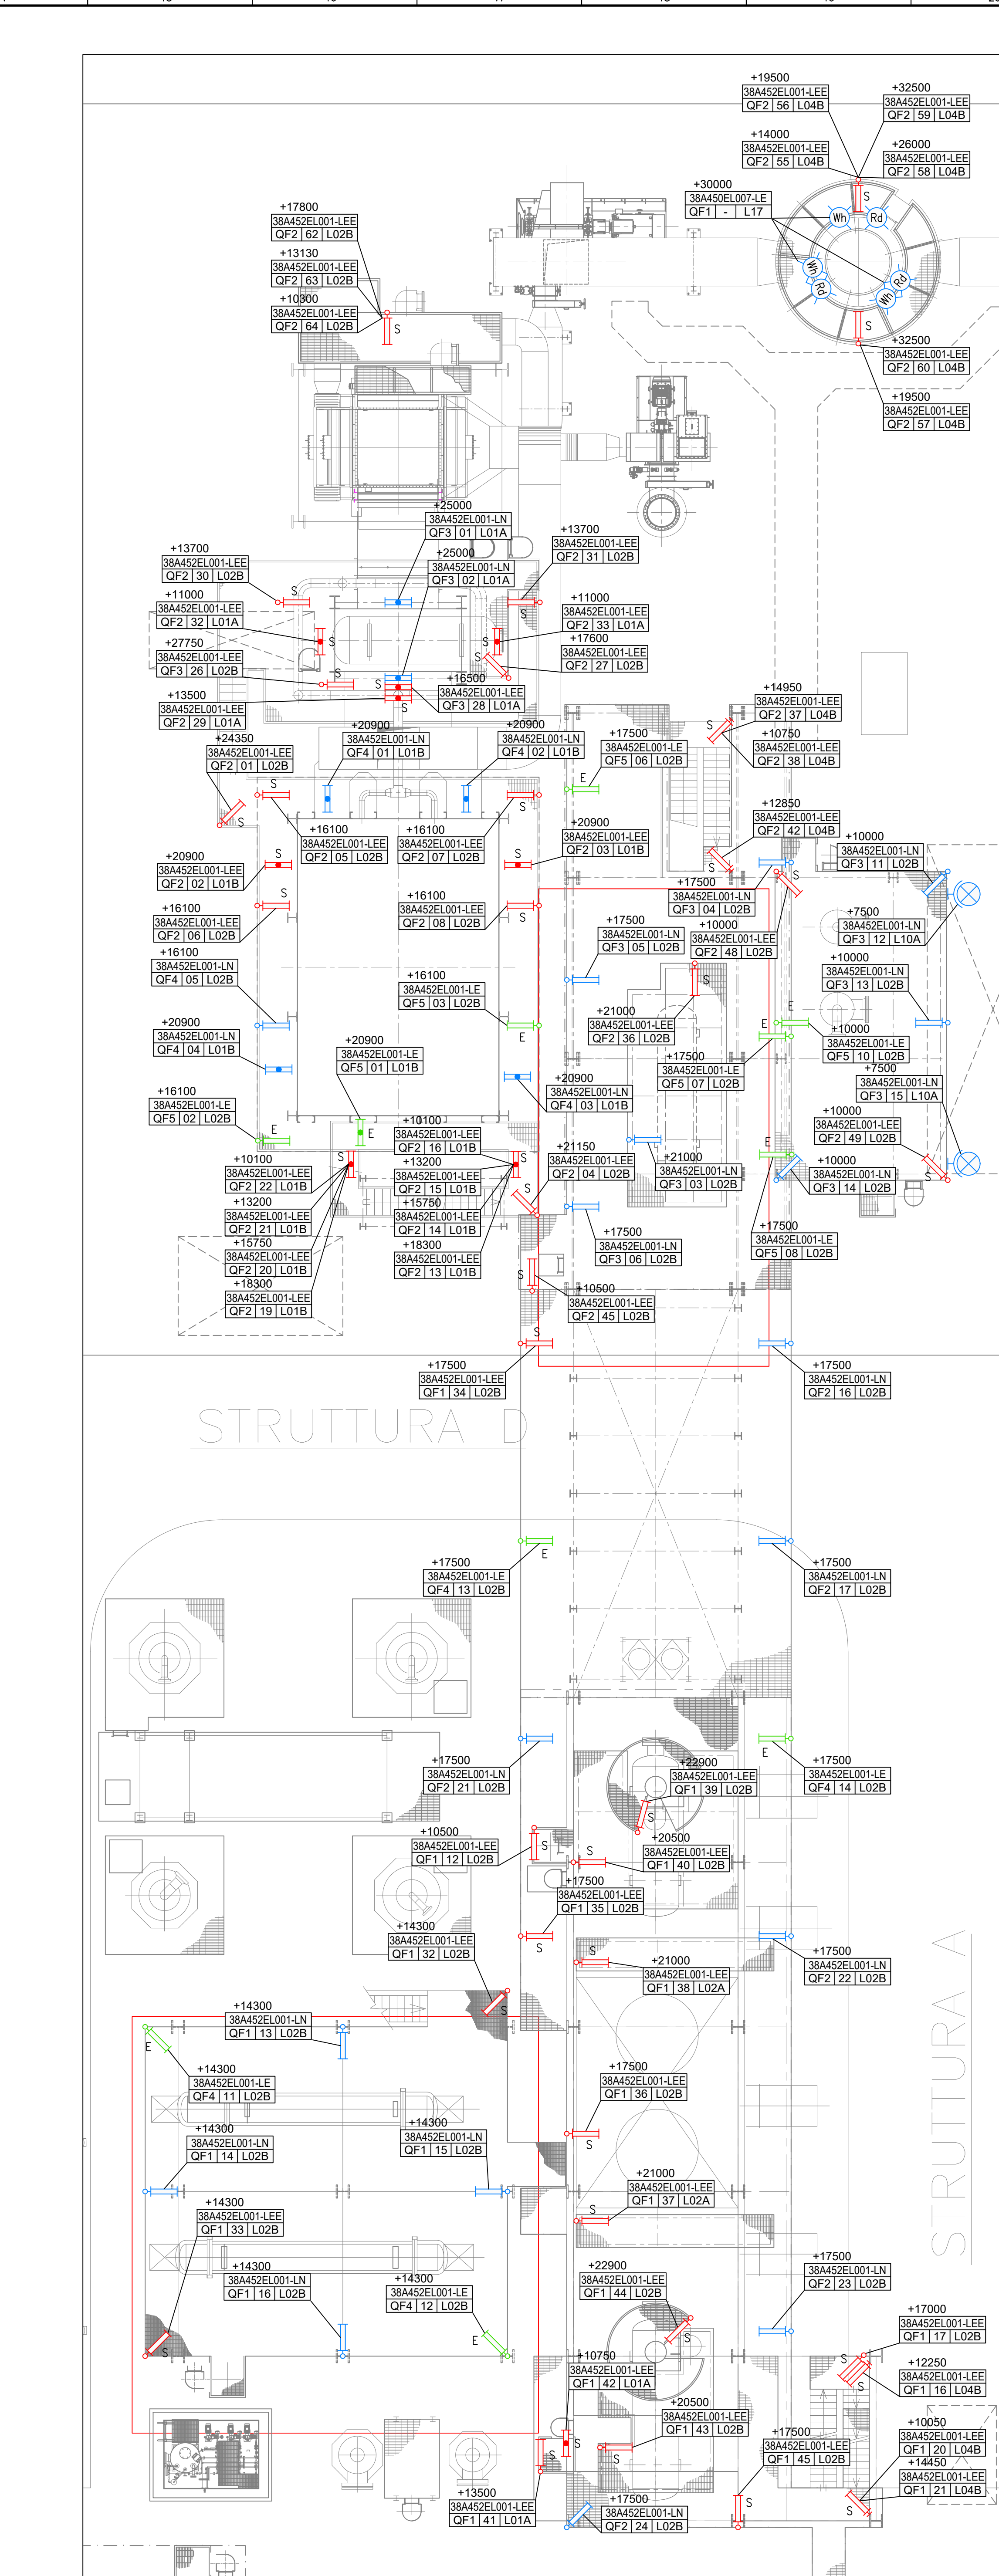 +19500
38A452EL001-LEE
QF2 56 L04B
+32500
38A452EL001-LEE
QF2 59 L04B
+14000
38A452EL001-LEE
QF2 55 L04B
+26000
38A452EL001-LEE
QF2 58 L04B
+30000
38A450EL007-LE
QF1 - L17
S
Wh
Rd
Wh
Rd
Rd
Wh
S
+17800
38A452EL001-LEE
QF2 62 L02B
+13130
38A452EL001-LEE
QF2 63 L02B
+10300
38A452EL001-LEE
QF2 64 L02B
S
+32500
38A452EL001-LEE
QF2 60 L04B
+19500
38A452EL001-LEE
QF2 57 L04B
+25000
38A452EL001-LN
QF3 01 L01A
+13700
38A452EL001-LEE
QF2 31 L02B
+13700
38A452EL001-LEE
QF2 30 L02B
+25000
38A452EL001-LN
QF3 02 L01A
S
S
+11000
38A452EL001-LEE
QF2 32 L01A
+11000
38A452EL001-LEE
QF2 33 L01A
S
S
+27750
38A452EL001-LEE
QF3 26 L02B
+17600
38A452EL001-LEE
QF2 27 L02B
S
S
S
S
+13500
38A452EL001-LEE
QF2 29 L01A
+16500
38A452EL001-LEE
QF3 28 L01A
+14950
38A452EL001-LEE
QF2 37 L04B
S
+24350
38A452EL001-LEE
QF2 01 L02B
+20900
38A452EL001-LN
QF4 01 L01B
+20900
38A452EL001-LN
QF4 02 L01B
+17500
38A452EL001-LE
QF5 06 L02B
+10750
38A452EL001-LEE
QF2 38 L04B
E
S
S
S
+12850
38A452EL001-LEE
QF2 42 L04B
+16100
38A452EL001-LEE
QF2 05 L02B
+16100
38A452EL001-LEE
QF2 07 L02B
+20900
38A452EL001-LEE
QF2 03 L01B
+10000
38A452EL001-LN
QF3 11 L02B
+20900
38A452EL001-LEE
QF2 02 L01B
S
S
S
S
+17500
38A452EL001-LN
QF3 04 L02B
+16100
38A452EL001-LEE
QF2 06 L02B
S
+16100
38A452EL001-LEE
QF2 08 L02B
S
+17500
38A452EL001-LN
QF3 05 L02B
+10000
38A452EL001-LEE
QF2 48 L02B
+7500
38A452EL001-LN
QF3 12 L10A
+16100
38A452EL001-LN
QF4 05 L02B
+16100
38A452EL001-LE
QF5 03 L02B
S
+10000
38A452EL001-LN
QF3 13 L02B
+21000
38A452EL001-LEE
QF2 36 L02B
E
E
E
+20900
38A452EL001-LN
QF4 04 L01B
+20900
38A452EL001-LE
QF5 01 L01B
+17500
38A452EL001-LE
QF5 07 L02B
+10000
38A452EL001-LE
QF5 10 L02B
+7500
38A452EL001-LN
QF3 15 L10A
+16100
38A452EL001-LE
QF5 02 L02B
E
E
+20900
38A452EL001-LN
QF4 03 L01B
+10000
38A452EL001-LEE
QF2 49 L02B
+10100
38A452EL001-LEE
QF2 16 L01B
+21150
38A452EL001-LEE
QF2 04 L02B
+21000
38A452EL001-LN
QF3 03 L02B
E
S
+10000
38A452EL001-LN
QF3 14 L02B
+10100
38A452EL001-LEE
QF2 22 L01B
S
S
+13200
38A452EL001-LEE
QF2 15 L01B
+13200
38A452EL001-LEE
QF2 21 L01B
+15750
38A452EL001-LEE
QF2 14 L01B
S
+15750
38A452EL001-LEE
QF2 20 L01B
+17500
38A452EL001-LN
QF3 06 L02B
+17500
38A452EL001-LE
QF5 08 L02B
+18300
38A452EL001-LEE
QF2 13 L01B
S
+18300
38A452EL001-LEE
QF2 19 L01B
+10500
38A452EL001-LEE
QF2 45 L02B
S
+17500
38A452EL001-LEE
QF1 34 L02B
+17500
38A452EL001-LN
QF2 16 L02B
STRUTTURA D
E
+17500
38A452EL001-LE
QF4 13 L02B
+17500
38A452EL001-LN
QF2 17 L02B
E
+17500
38A452EL001-LN
QF2 21 L02B
+22900
38A452EL001-LEE
QF1 39 L02B
+17500
38A452EL001-LE
QF4 14 L02B
S
+10500
38A452EL001-LEE
QF1 12 L02B
S
S
+20500
38A452EL001-LEE
QF1 40 L02B
+17500
38A452EL001-LEE
QF1 35 L02B
+14300
38A452EL001-LEE
QF1 32 L02B
S
S
+21000
38A452EL001-LEE
QF1 38 L02A
+17500
38A452EL001-LN
QF2 22 L02B
STRUTTURA A
S
+14300
38A452EL001-LN
QF1 13 L02B
E
+14300
38A452EL001-LE
QF4 11 L02B
+17500
38A452EL001-LEE
QF1 36 L02B
S
+14300
38A452EL001-LN
QF1 14 L02B
+14300
38A452EL001-LN
QF1 15 L02B
+21000
38A452EL001-LEE
QF1 37 L02A
S
+14300
38A452EL001-LEE
QF1 33 L02B
+14300
38A452EL001-LN
QF1 16 L02B
+14300
38A452EL001-LE
QF4 12 L02B
+22900
38A452EL001-LEE
QF1 44 L02B
+17500
38A452EL001-LN
QF2 23 L02B
S
E
S
+17000
38A452EL001-LEE
QF1 17 L02B
+10750
38A452EL001-LEE
QF1 42 L01A
S
S
+12250
38A452EL001-LEE
QF1 16 L04B
+20500
38A452EL001-LEE
QF1 43 L02B
S
S
S
+17500
38A452EL001-LEE
QF1 45 L02B
+10050
38A452EL001-LEE
QF1 20 L04B
+14450
38A452EL001-LEE
QF1 21 L04B
+13500
38A452EL001-LEE
QF1 41 L01A
+17500
38A452EL001-LN
QF2 24 L02B
S
S